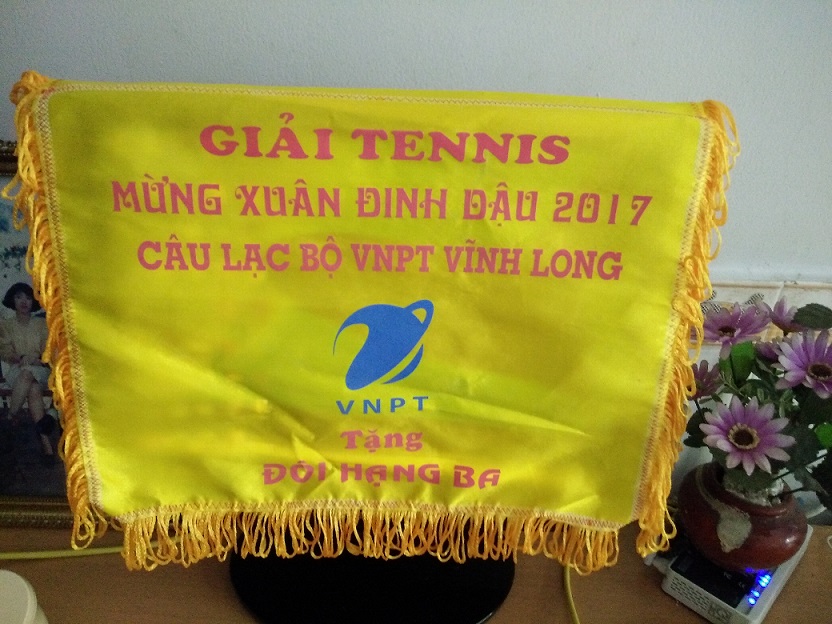 GIẢI TENNIS
MỪNG XUÂN ĐINH DẬU 2017
CÂU LẠC BỘ VNPT VĨNH LONG
VNPT
Tặng
ĐÔI HẠNG BA